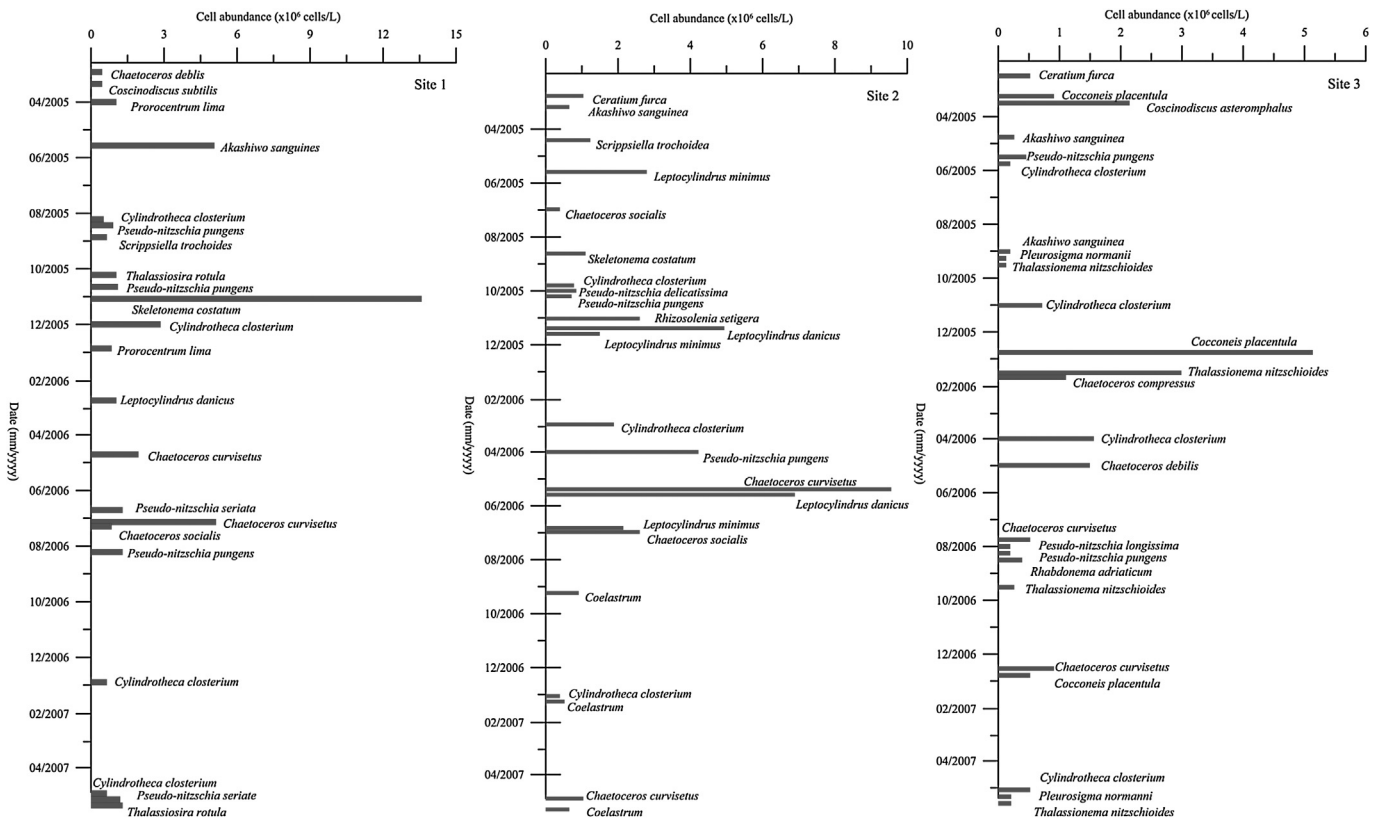 Cell abundance (x10⁶ cells/L)
0 3 6 9 12 15
Site 1
Chaetoceros deblis
Coscinodiscus subtilis
04/2005
Prorocentrum lima
Akashiwo sanguines
06/2005
08/2005
Cylindrotheca closterium
Pseudo-nitzschia pungens
Scrippsiella trochoides
10/2005
Thalassiosira rotula
Pseudo-nitzschia pungens
Skeletonema costatum
12/2005
Cylindrotheca closterium
Prorocentrum lima
02/2006
Leptocylindrus danicus
04/2006
Chaetoceros curvisetus
Date (mm/yyyy)
06/2006
Pseudo-nitzschia seriata
Chaetoceros curvisetus
Chaetoceros socialis
08/2006
Pseudo-nitzschia pungens
10/2006
12/2006
Cylindrotheca closterium
02/2007
04/2007
Cylindrotheca closterium
Pseudo-nitzschia seriate
Thalassiosira rotula
Cell abundance (x10⁶ cells/L)
0 2 4 6 8 10
Site 2
Ceratium furca
Akashiwo sanguinea
04/2005
Scrippsiella trochoidea
Leptocylindrus minimus
06/2005
Chaetoceros socialis
08/2005
Skeletonema costatum
Cylindrotheca closterium
10/2005
Pseudo-nitzschia delicatissima
Pseudo-nitzschia pungens
Rhizosolenia setigera
Leptocylindrus danicus
Leptocylindrus minimus
12/2005
02/2006
Cylindrotheca closterium
Date (mm/yyyy)
04/2006
Pseudo-nitzschia pungens
Chaetoceros curvisetus
Leptocylindrus danicus
06/2006
Leptocylindrus minimus
Chaetoceros socialis
08/2006
Coelastrum
10/2006
12/2006
Cylindrotheca closterium
Coelastrum
02/2007
04/2007
Chaetoceros curvisetus
Coelastrum
Cell abundance (x10⁶ cells/L)
0 1 2 3 4 5 6
Site 3
Ceratium furca
Cocconeis placentula
Coscinodiscus asteromphalus
04/2005
Akashiwo sanguinea
Pseudo-nitzschia pungens
06/2005
Cylindrotheca closterium
08/2005
Akashiwo sanguinea
Pleurosigma normanii
Thalassionema nitzschioides
10/2005
Cylindrotheca closterium
12/2005
Cocconeis placentula
Thalassionema nitzschioides
Chaetoceros compressus
02/2006
04/2006
Cylindrotheca closterium
Date (mm/yyyy)
Chaetoceros debilis
06/2006
Chaetoceros curvisetus
08/2006
Pesudo-nitzschia longissima
Pesudo-nitzschia pungens
Rhabdonema adriaticum
Thalassionema nitzschioides
10/2006
12/2006
Chaetoceros curvisetus
Cocconeis placentula
02/2007
04/2007
Cylindrotheca closterium
Pleurosigma normanni
Thalassionema nitzschioides